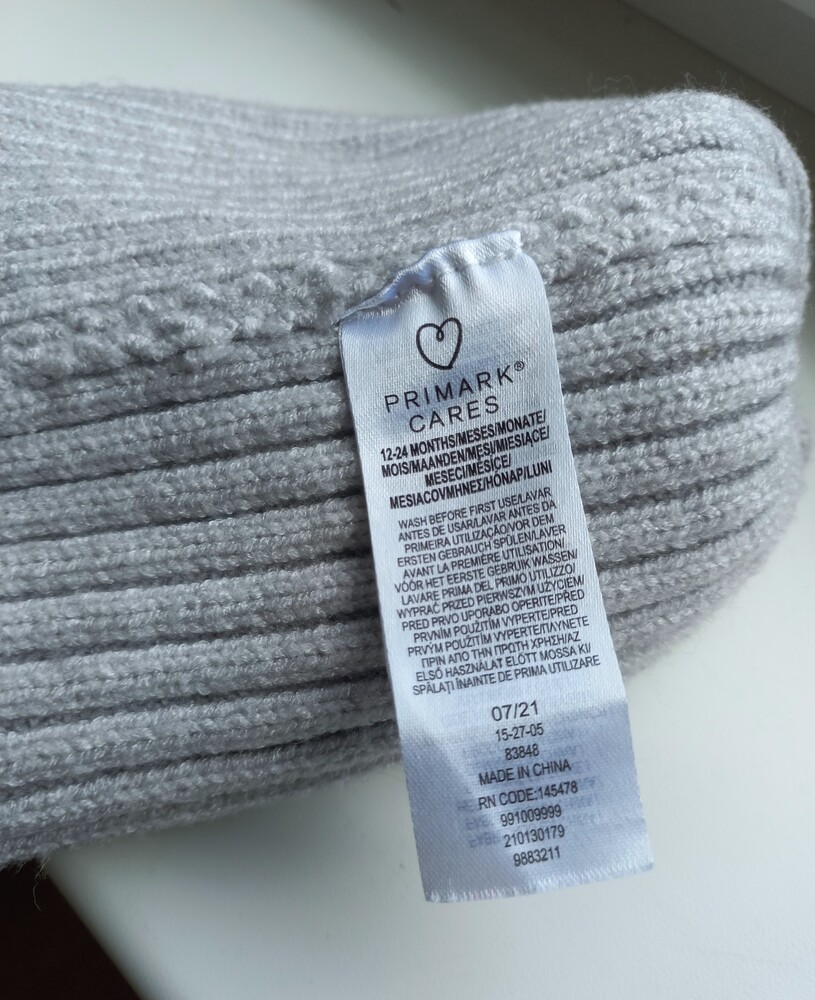 PRIMARK®
CARES
12-24 MONTHS/MESES/MONATE/
MOIS/MAANDEN/MESI/MIESIĄCE/
MESECI/MĚSÍCE/
MESIACOVΜΗΝΕΣ/HÓNAP/LUNI
WASH BEFORE FIRST USE/LAVAR
ANTES DE USAR/LAVAR ANTES DA
PRIMEIRA UTILIZAÇÃO/VOR DEM
ERSTEN GEBRAUCH SPÜLEN/LAVER
AVANT LA PREMIÈRE UTILISATION/
VÓÓR HET EERSTE GEBRUIK WASSEN/
LAVARE PRIMA DEL PRIMO UTILIZZO/
WYPRAĆ PRZED PIERWSZYM UŻYCIEM/
PRED PRVO UPORABO OPERITE/PŘED
PRVNÍM POUŽITÍM VYPERTE/PRED
PRVÝM POUŽITÍM VYPERTE/ΠΛΥΝΕΤΕ
ΠΡΙΝ ΑΠΟ ΤΗΝ ΠΡΩΤΗ ΧΡΗΣΗ/AZ
ELSŐ HASZNÁLAT ELŐTT MOSSA KI/
SPĂLAȚI ÎNAINTE DE PRIMA UTILIZARE
07/21
15-27-05
83848
MADE IN CHINA
RN CODE:145478
991009999
210130179
9883211